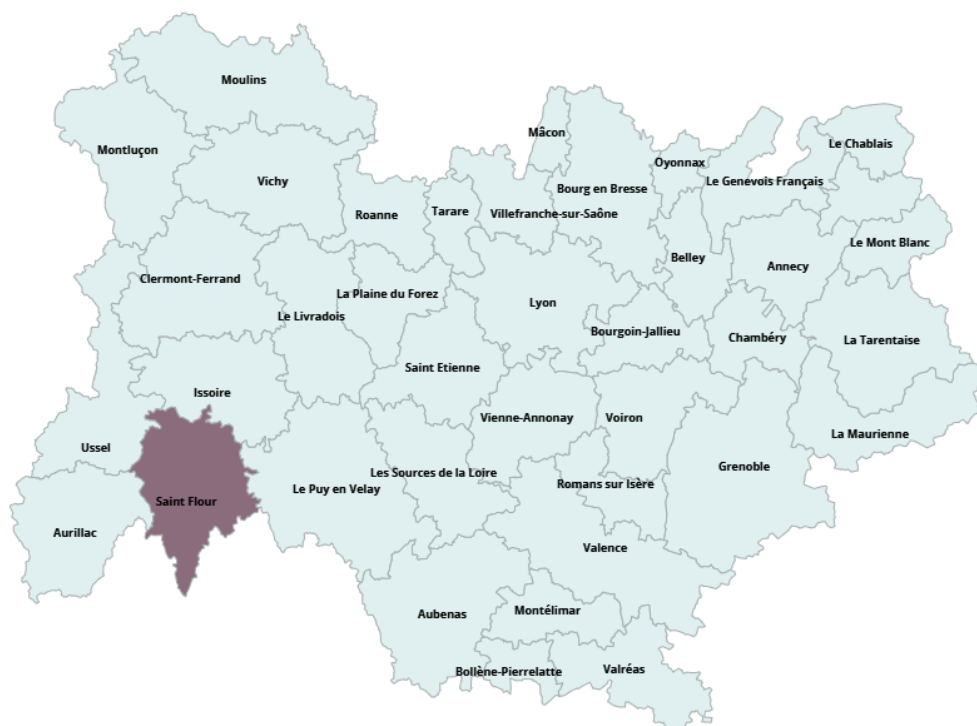 Moulins
Mâcon
Le Chablais
Montluçon
Oyonnax
Vichy
Le Genevois Français
Bourg en Bresse
Roanne
Tarare
Villefranche-sur-Saône
Le Mont Blanc
Belley
Annecy
Clermont-Ferrand
La Plaine du Forez
Lyon
Le Livradois
Bourgoin-Jallieu
Chambéry
La Tarentaise
Saint Etienne
Issoire
Vienne-Annonay
Voiron
La Maurienne
Ussel
Grenoble
Les Sources de la Loire
Romans sur Isère
Le Puy en Velay
Saint Flour
Aurillac
Valence
Aubenas
Montélimar
Bollène-Pierrelatte
Valréas